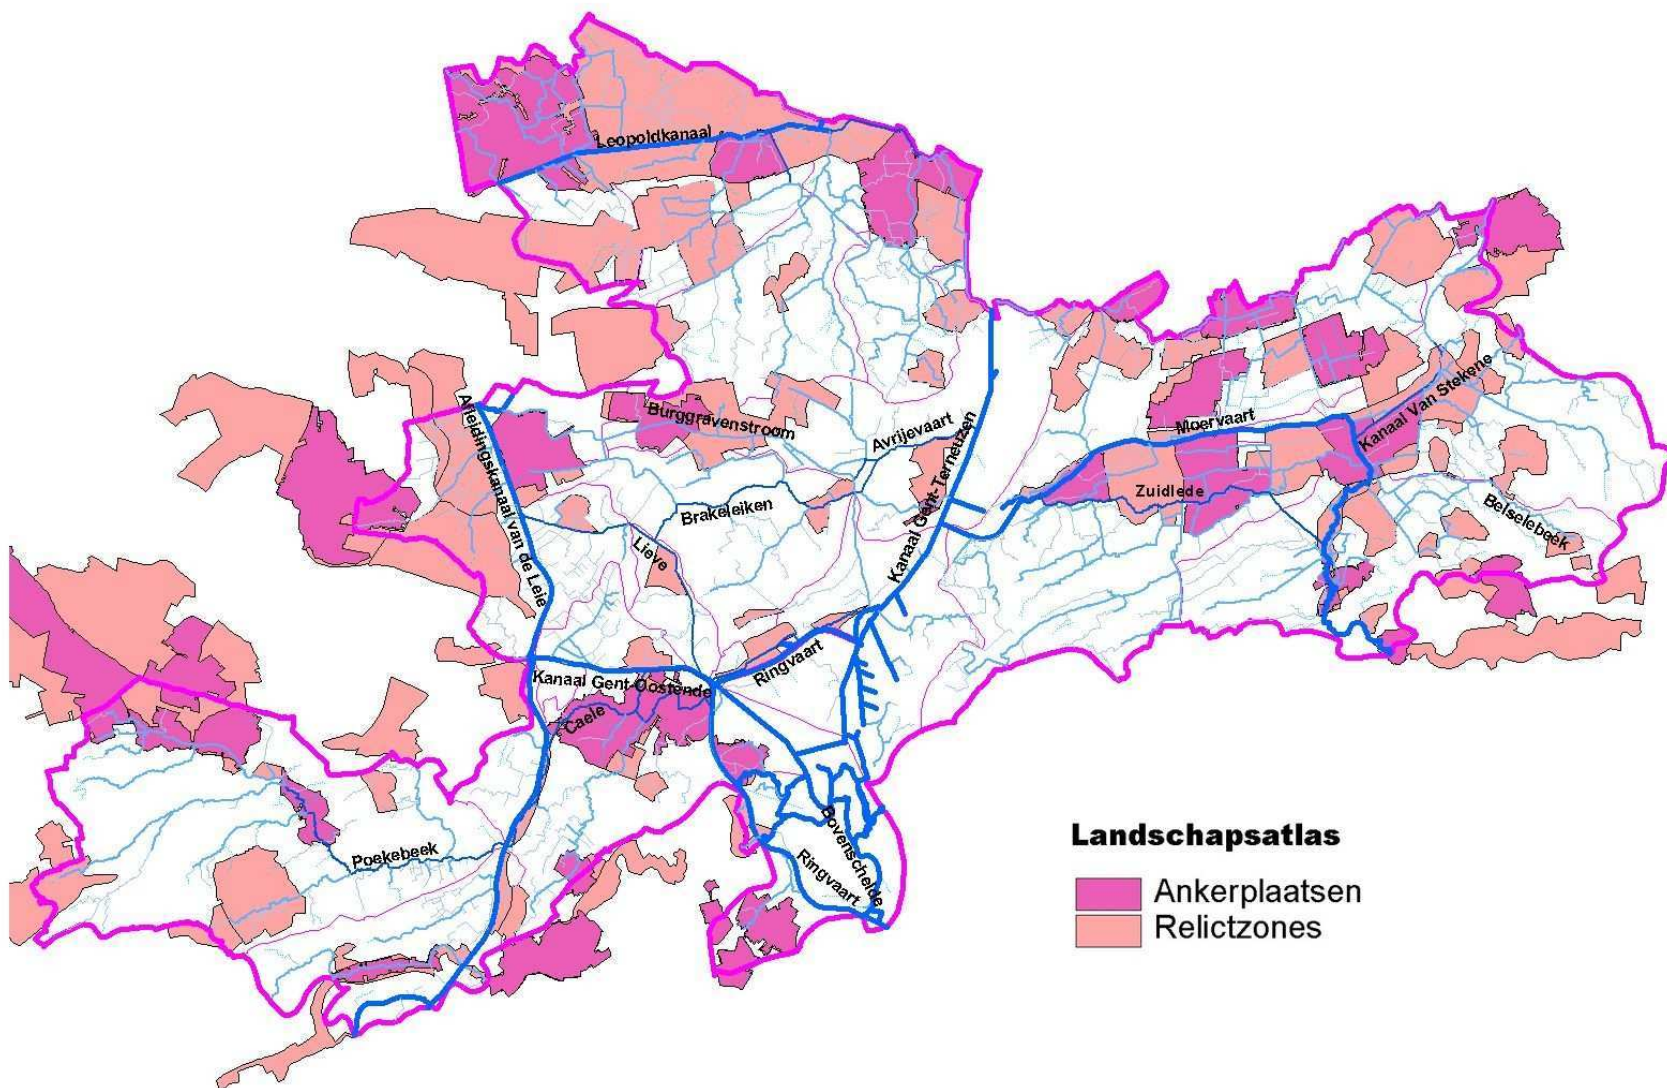 Leopoldkanaal
Afleidingskanaal van de Leie
Burggravenstroom
Avrijevaart
Brakeleiken
Lieve
Kanaal Gent-Terneuzen
Moervaart
Kanaal Van Stekene
Zuidlede
Belselebeek
Ringvaart
Kanaal Gent-Oostende
Caele
Poekebeek
Bovenschelde
Ringvaart
Landschapsatlas
Ankerplaatsen
Relictzones